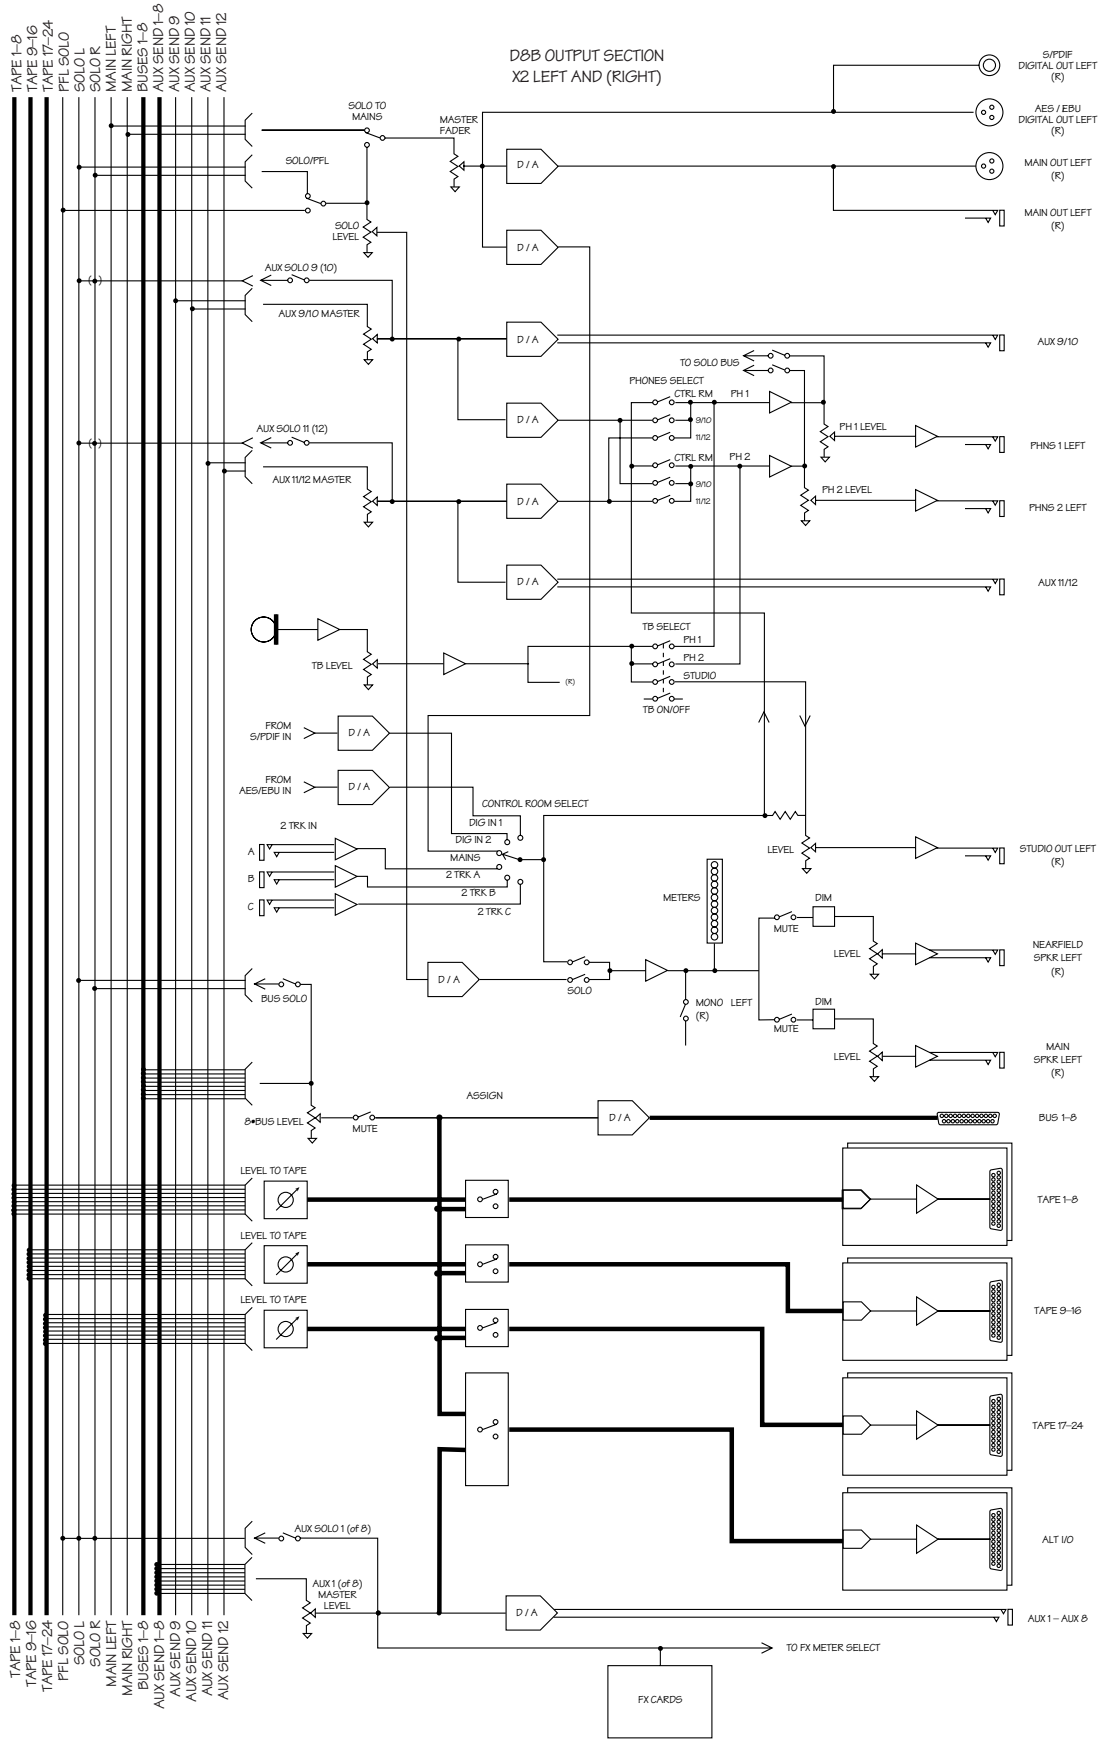 TAPE 1–8
TAPE 9–16
TAPE 17–24
PFL SOLO
SOLO L
SOLO R
MAIN LEFT
MAIN RIGHT
BUSES 1–8
AUX SEND 1–8
AUX SEND 9
AUX SEND 10
AUX SEND 11
AUX SEND 12
D8B OUTPUT SECTION
X2 LEFT AND (RIGHT)
S/PDIF
DIGITAL OUT LEFT
(R)
SOLO TO
MAINS
MASTER
FADER
AES / EBU
DIGITAL OUT LEFT
(R)
SOLO/PFL
D / A
MAIN OUT LEFT
(R)
SOLO
LEVEL
MAIN OUT LEFT
(R)
D / A
AUX SOLO 9 (10)
AUX 9/10 MASTER
D / A
AUX 9/10
TO SOLO BUS
PHONES SELECT
CTRL RM
PH 1
D / A
9/10
11/12
PH 1 LEVEL
PHNS 1 LEFT
AUX SOLO 11 (12)
CTRL RM
PH 2
AUX 11/12 MASTER
9/10
D / A
11/12
PH 2 LEVEL
PHNS 2 LEFT
D / A
AUX 11/12
TB SELECT
PH 1
TB LEVEL
PH 2
(R)
STUDIO
TB ON/OFF
FROM
S/PDIF IN
D / A
FROM
AES/EBU IN
D / A
CONTROL ROOM SELECT
2 TRK IN
DIG IN 1
DIG IN 2
A
MAINS
LEVEL
STUDIO OUT LEFT
(R)
B
2 TRK A
2 TRK B
C
2 TRK C
METERS
DIM
MUTE
LEVEL
NEARFIELD
SPKR LEFT
(R)
D / A
SOLO
BUS SOLO
MONO LEFT
(R)
DIM
MUTE
LEVEL
MAIN
SPKR LEFT
(R)
ASSIGN
8•BUS LEVEL
MUTE
D / A
BUS 1–8
LEVEL TO TAPE
TAPE 1–8
LEVEL TO TAPE
TAPE 9–16
LEVEL TO TAPE
TAPE 17–24
ALT I/O
AUX SOLO 1 (of 8)
AUX 1 (of 8)
MASTER
LEVEL
D / A
AUX 1 – AUX 8
TO FX METER SELECT
FX CARDS
TAPE 1–8
TAPE 9–16
TAPE 17–24
PFL SOLO
SOLO L
SOLO R
MAIN LEFT
MAIN RIGHT
BUSES 1–8
AUX SEND 1–8
AUX SEND 9
AUX SEND 10
AUX SEND 11
AUX SEND 12